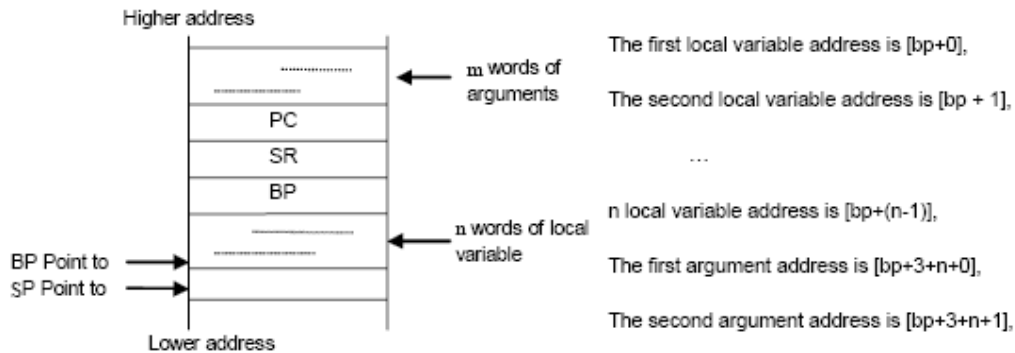 Higher address
m words of
arguments
PC
SR
BP
n words of local
variable
BP Point to
SP Point to
Lower address
The first local variable address is [bp+0],
The second local variable address is [bp + 1],
...
n local variable address is [bp+(n-1)],
The first argument address is [bp+3+n+0],
The second argument address is [bp+3+n+1],